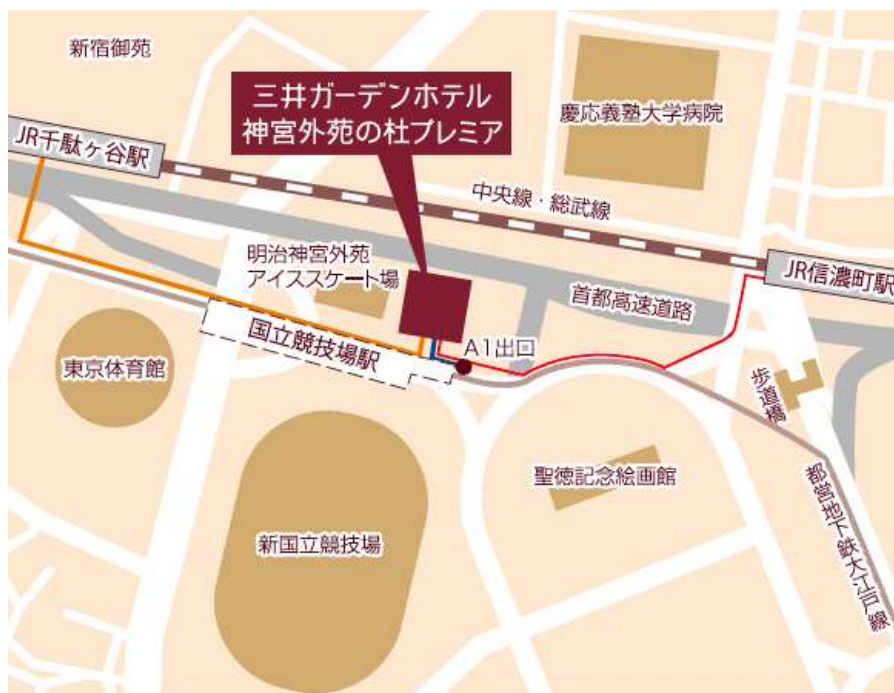 新宿御苑
三井ガーデンホテル
神宮外苑の杜プレミア
慶応義塾大学病院
JR千駄ヶ谷駅
中央線・総武線
明治神宮外苑
アイススケート場
JR信濃町駅
首都高速道路
国立競技場駅
A1出口
東京体育館
歩道橋
聖徳記念絵画館
新国立競技場
都営地下鉄大江戸線